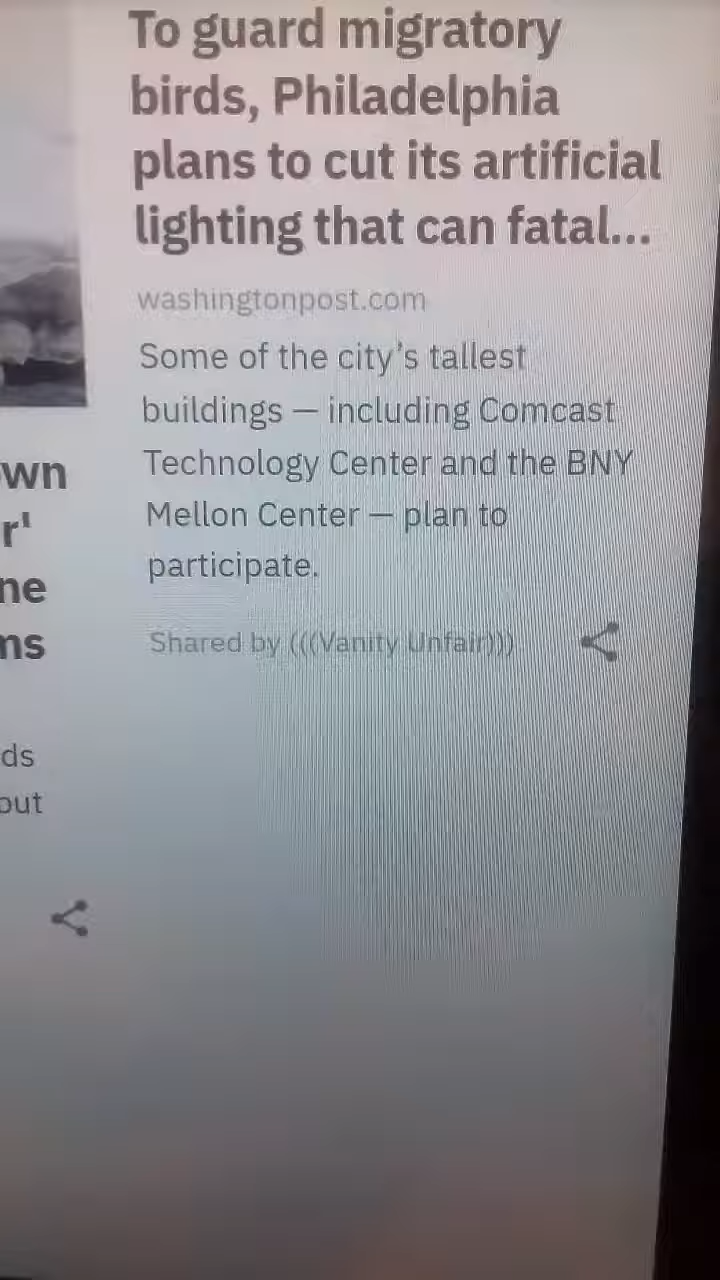 To guard migratory
birds, Philadelphia
plans to cut its artificial
lighting that can fatal...
washingtonpost.com
Some of the city's tallest
buildings — including Comcast
Technology Center and the BNY
Mellon Center — plan to
participate.
Shared by (((Vanity Unfair)))
own
r'
ne
ms
ds
out